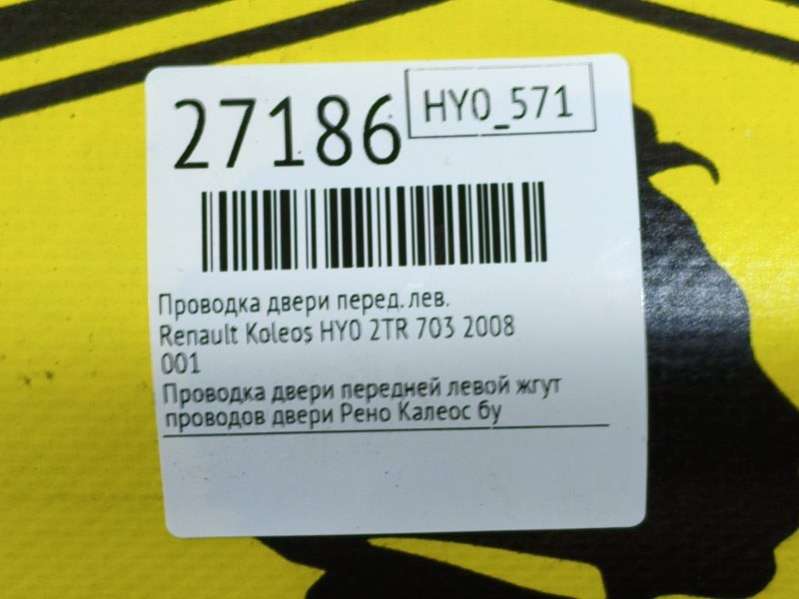 27186
HY0_571
Проводка двери перед. лев.
Renault Koleos HY0 2TR 703 2008
001
Проводка двери передней левой жгут
проводов двери Рено Калеос бу